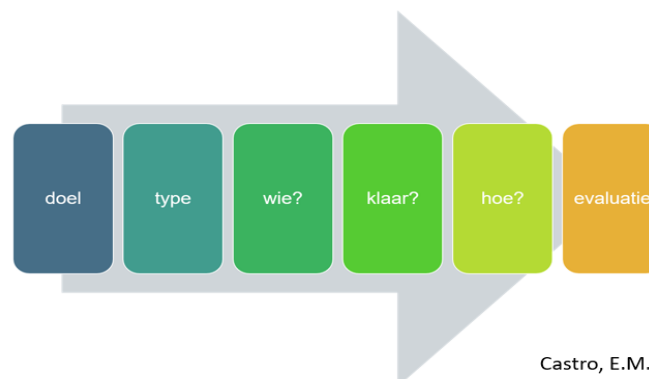 doel
type
wie?
klaar?
hoe?
evaluatie
Castro, E.M.